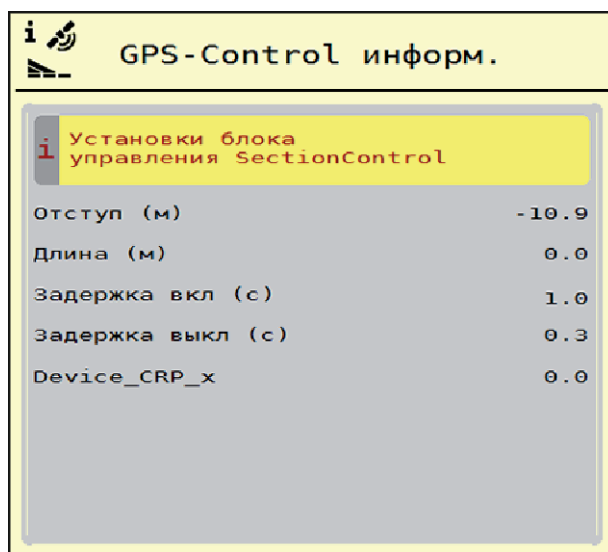 i
GPS-Control информ.
i
Установки блока
управления SectionControl
Отступ (м) -10.9
Длина (м) 0.0
Задержка вкл (с) 1.0
Задержка выкл (с) 0.3
Device_CRP_x 0.0